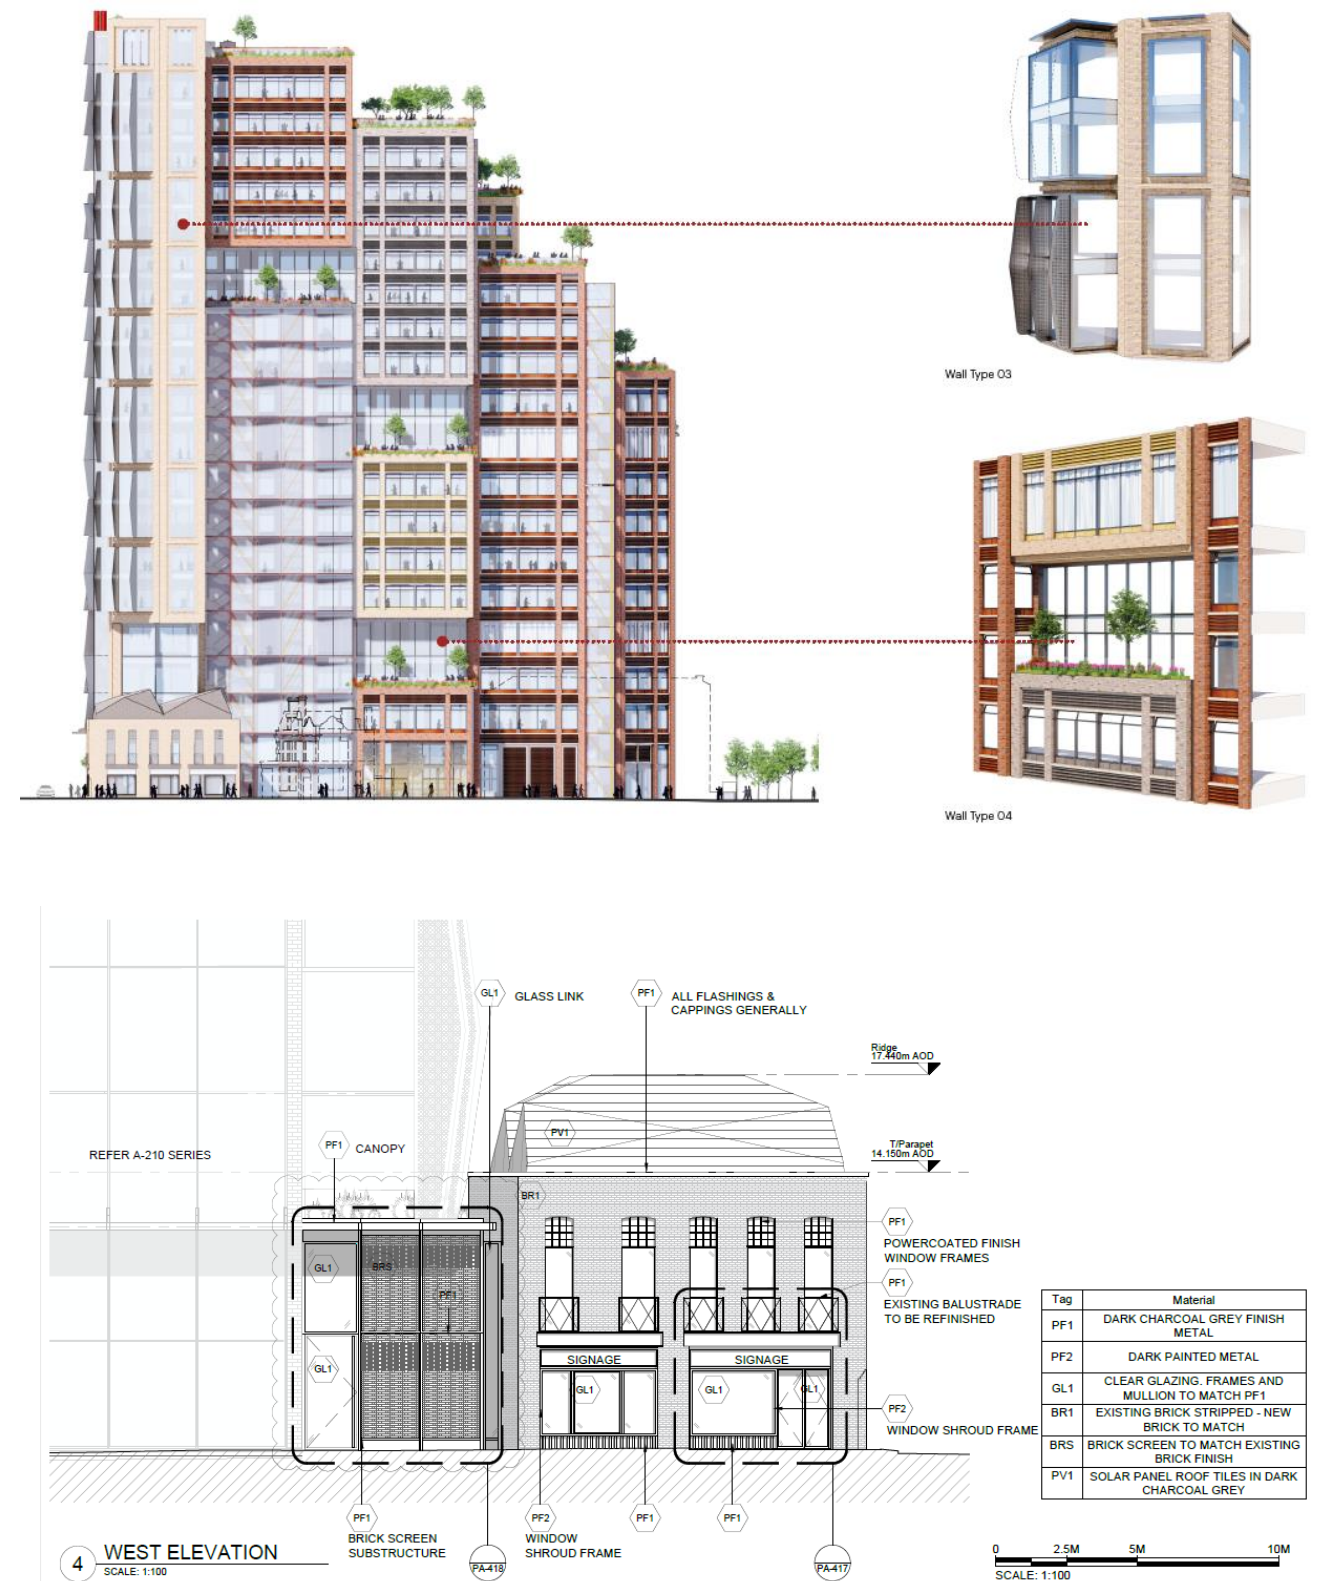 Wall Type 03
Wall Type 04
GL1
GLASS LINK
PF1
ALL FLASHINGS &
CAPPINGS GENERALLY
Ridge
17.440m AOD
PV1
T/Parapet
14.150m AOD
REFER A-210 SERIES
PF1
CANOPY
BR1
PF1
POWERCOATED FINISH
WINDOW FRAMES
GL1
BRS
PF1
PF1
EXISTING BALUSTRADE
TO BE REFINISHED
SIGNAGE
SIGNAGE
GL1
GL1
GL1
GL1
PF2
WINDOW SHROUD FRAME
Tag Material
PF1 DARK CHARCOAL GREY FINISH
METAL
PF2 DARK PAINTED METAL
GL1 CLEAR GLAZING. FRAMES AND
MULLION TO MATCH PF1
BR1 EXISTING BRICK STRIPPED - NEW
BRICK TO MATCH
BRS BRICK SCREEN TO MATCH EXISTING
BRICK FINISH
PV1 SOLAR PANEL ROOF TILES IN DARK
CHARCOAL GREY
PF1
BRICK SCREEN
SUBSTRUCTURE
PF2
WINDOW
SHROUD FRAME
PF1
PF1
PA-418
PA-417
4
WEST ELEVATION
SCALE: 1:100
0 2.5M 5M 10M
SCALE: 1:100